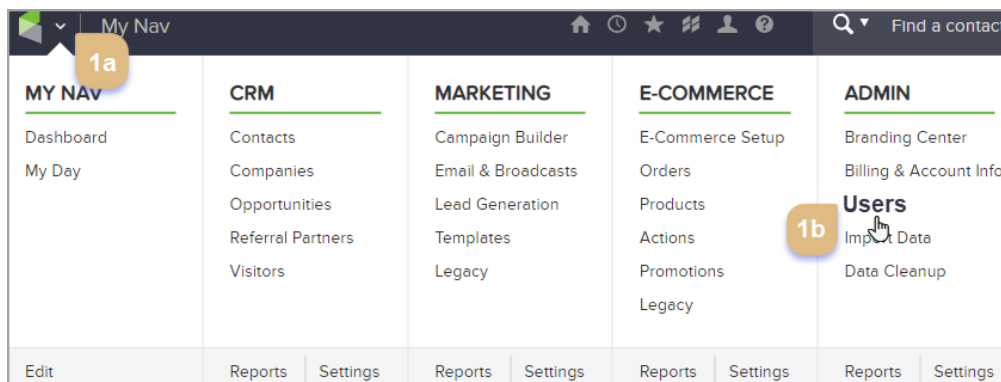 My Nav
Find a contact
1a
MY NAV
Dashboard
My Day
Edit
CRM
Contacts
Companies
Opportunities
Referral Partners
Visitors
Reports
Settings
MARKETING
Campaign Builder
Email & Broadcasts
Lead Generation
Templates
Legacy
Reports
Settings
E-COMMERCE
E-Commerce Setup
Orders
Products
Actions
Promotions
Legacy
Reports
Settings
ADMIN
Branding Center
Billing & Account Info
Users
1b
Import Data
Data Cleanup
Reports
Settings